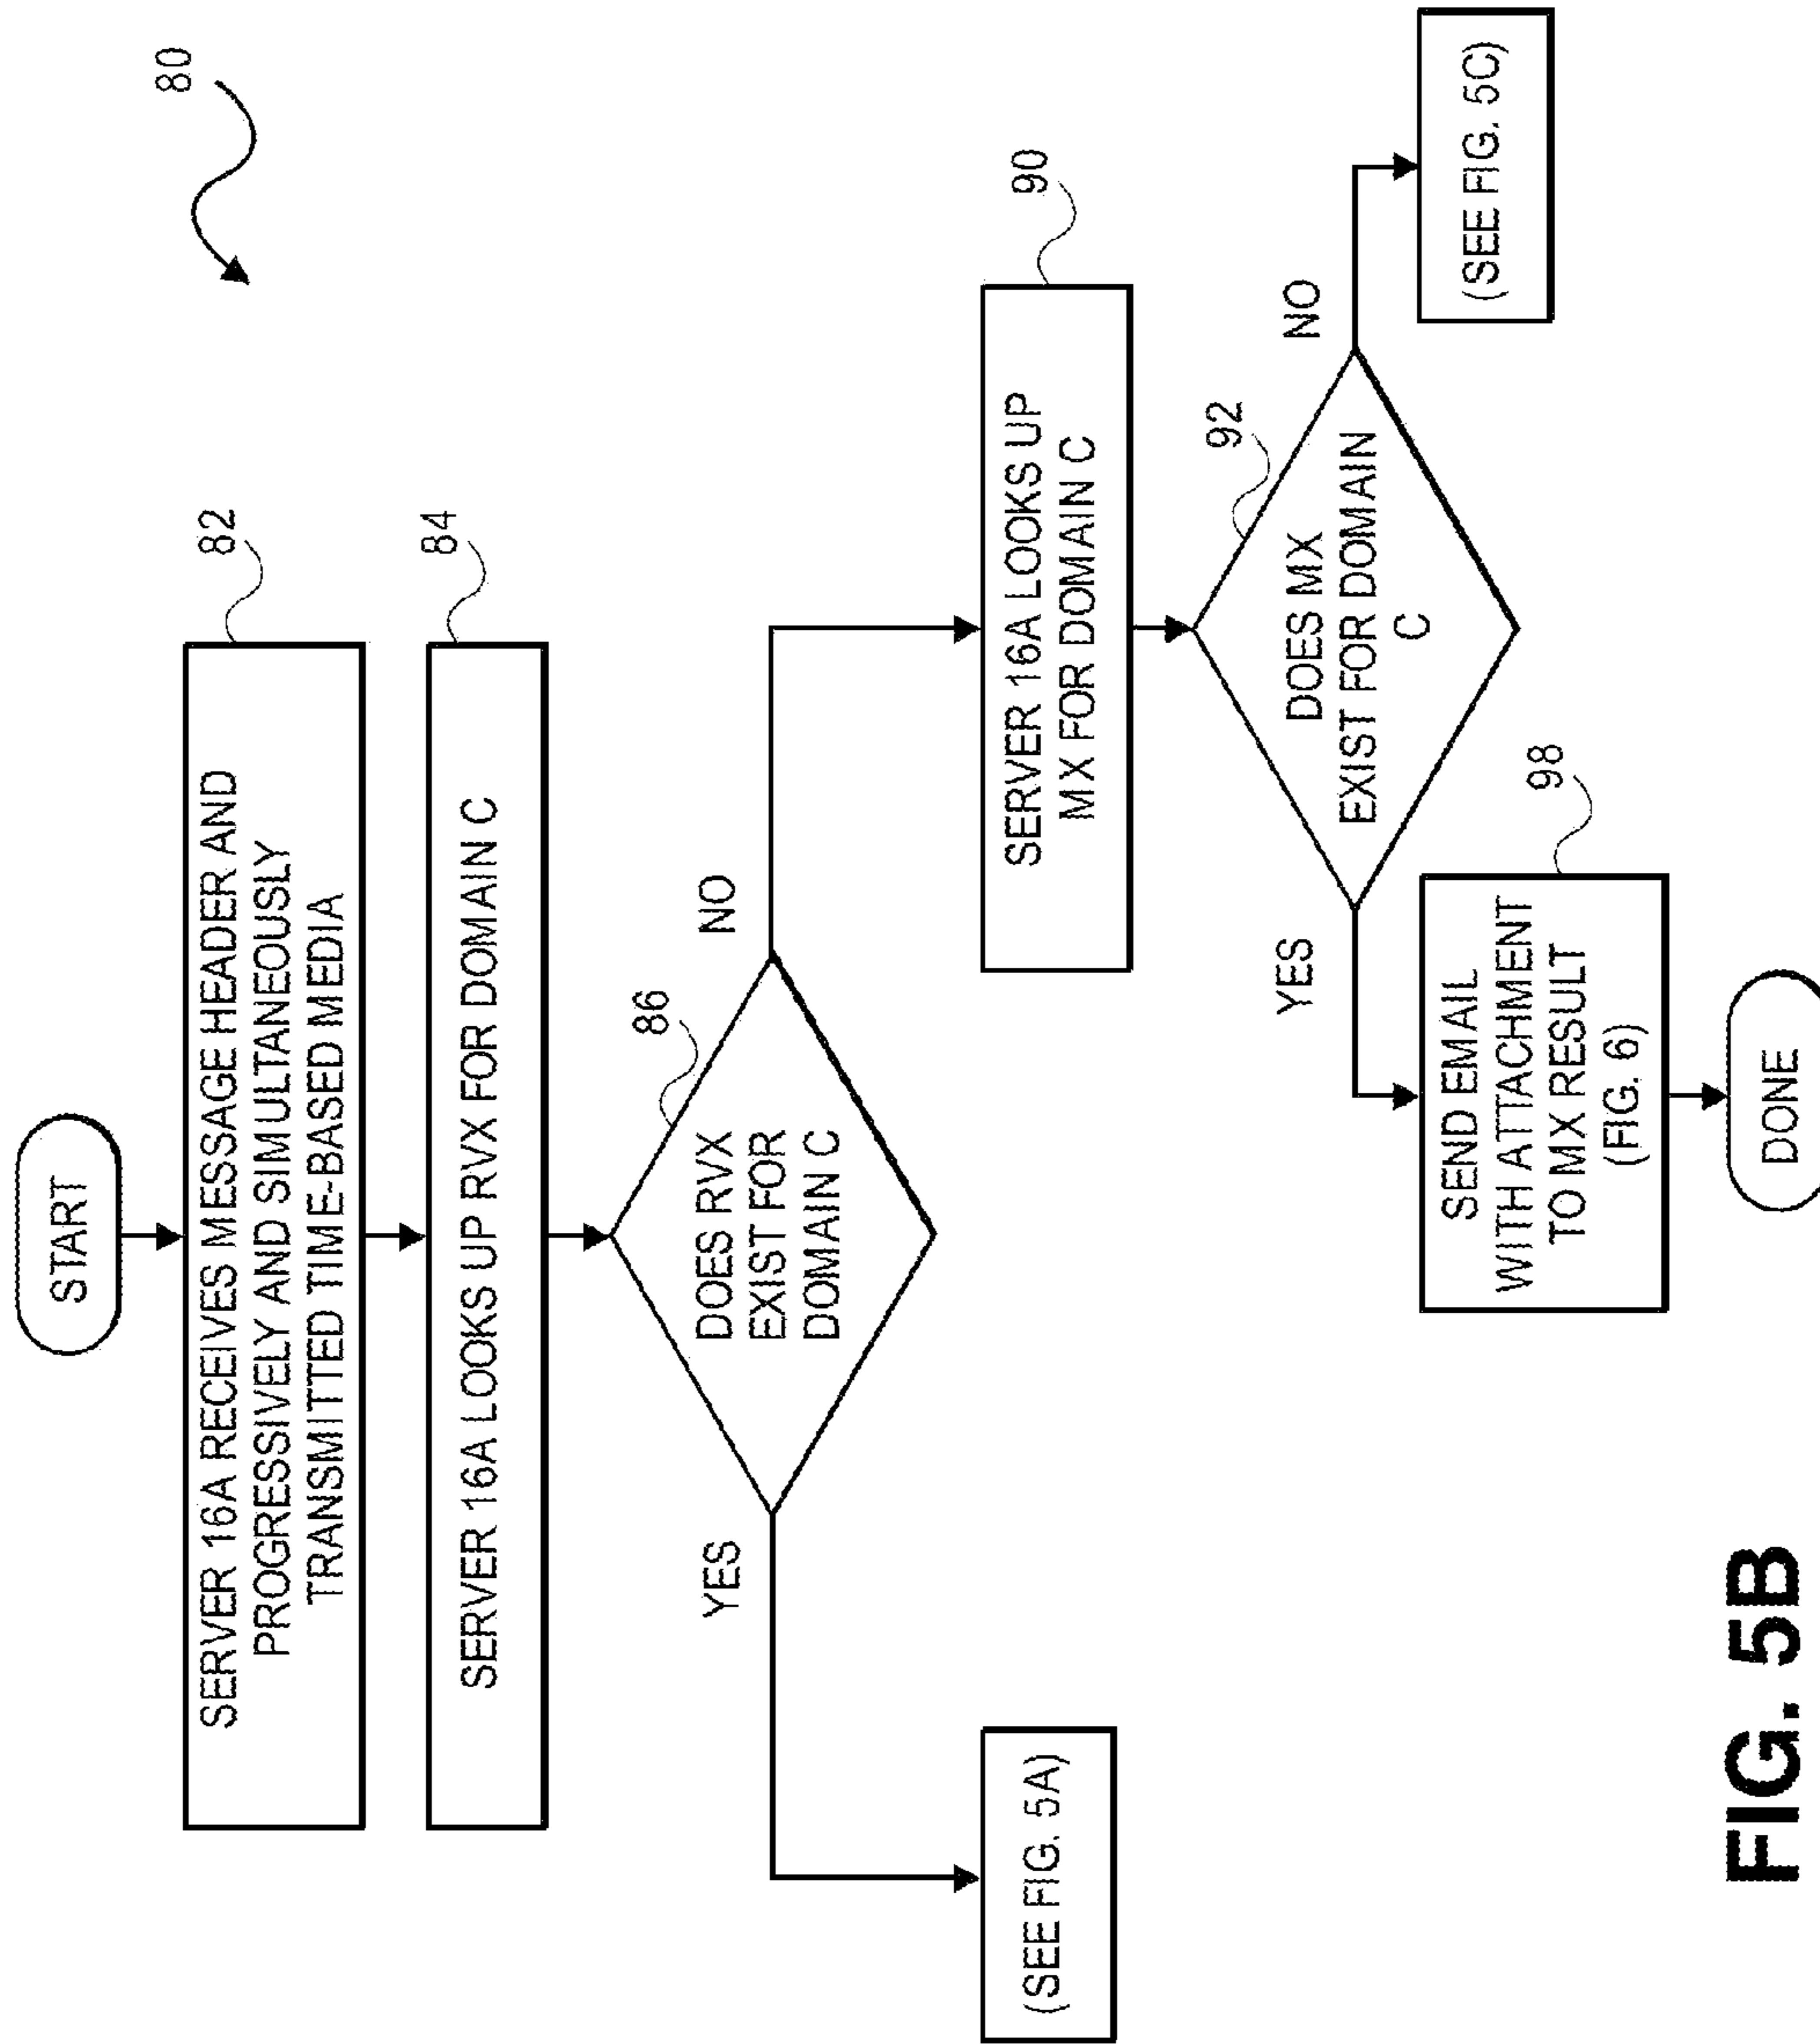 80
START
82
SERVER 16A RECEIVES MESSAGE HEADER AND
PROGRESSIVELY AND SIMULTANEOUSLY
TRANSMITTED TIME-BASED MEDIA
84
SERVER 16A LOOKS UP RVX FOR DOMAIN C
86
DOES RVX
EXIST FOR
DOMAIN C
YES
NO
(SEE FIG. 5A)
90
SERVER 16A LOOKS UP
MX FOR DOMAIN C
92
DOES MX
EXIST FOR DOMAIN
C
YES
NO
98
SEND EMAIL
WITH ATTACHMENT
TO MX RESULT
(FIG. 6)
(SEE FIG. 5C)
DONE
FIG. 5B